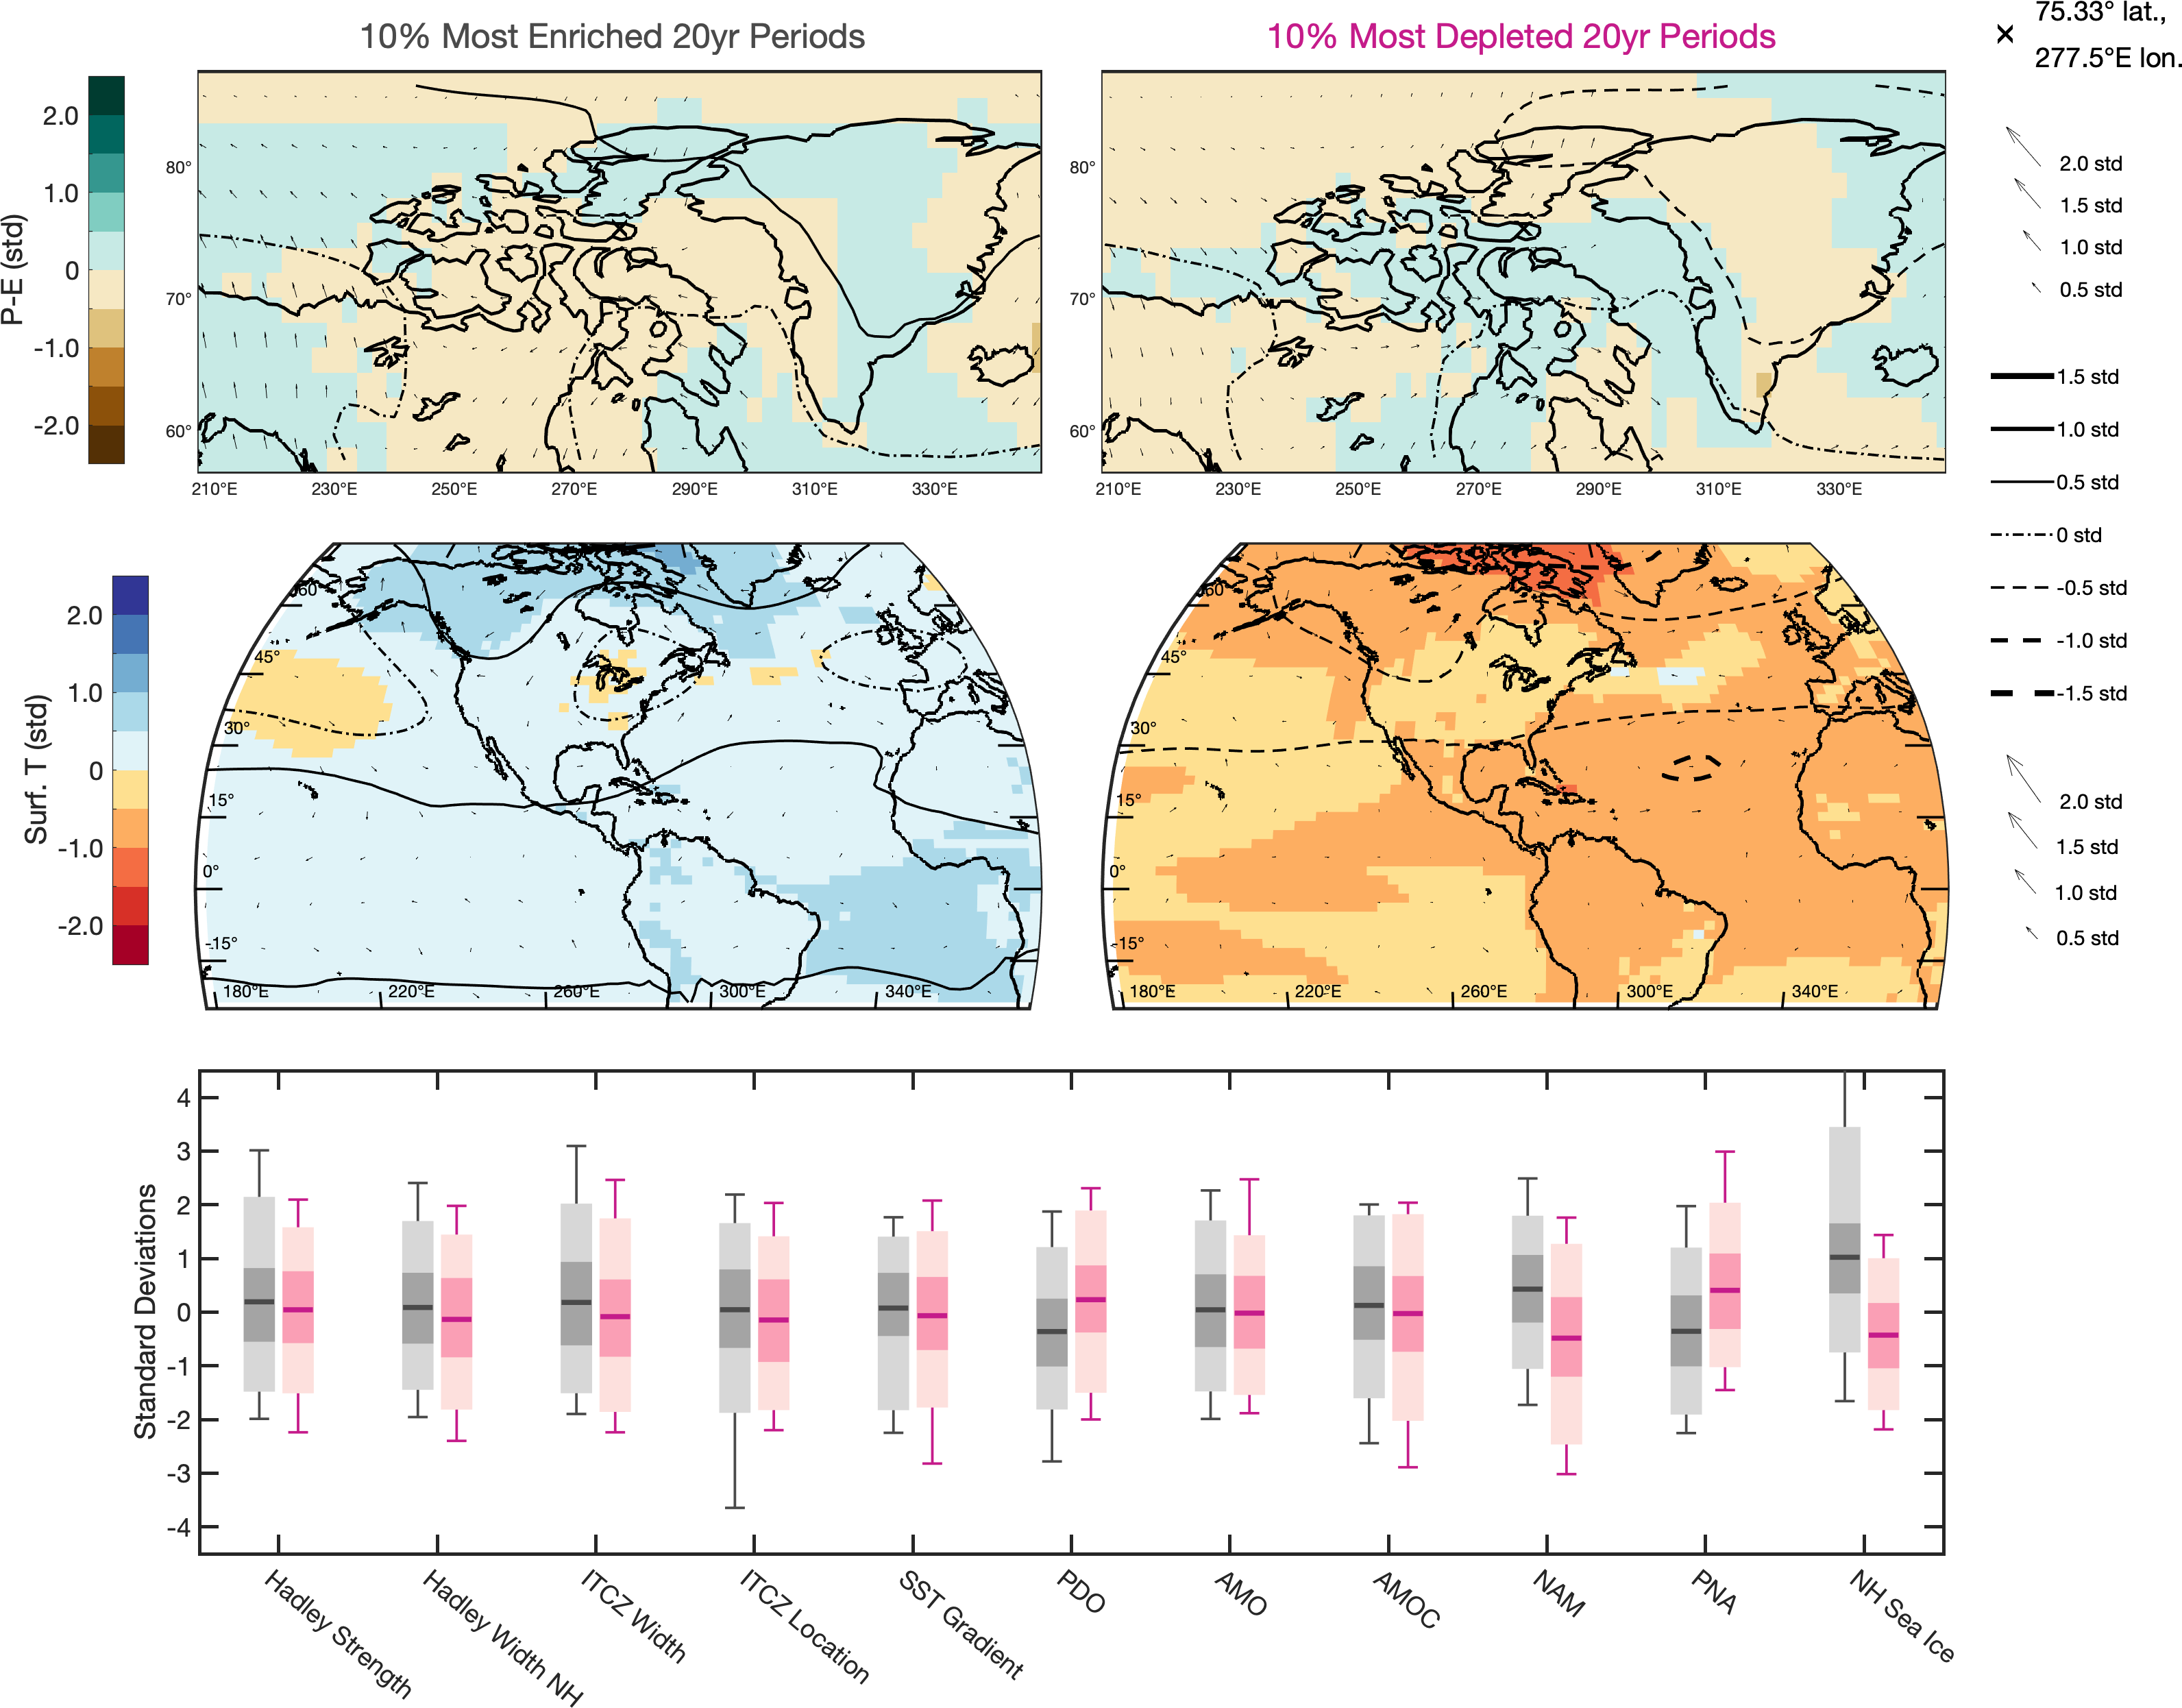 10% Most Enriched 20yr Periods
10% Most Depleted 20yr Periods
75.33° lat.,
277.5°E lon.
P-E (std)
2.0
1.0
0
-1.0
-2.0
80°
70°
60°
210°E 230°E 250°E 270°E 290°E 310°E 330°E
80°
70°
60°
210°E 230°E 250°E 270°E 290°E 310°E 330°E
2.0 std
1.5 std
1.0 std
0.5 std
1.5 std
1.0 std
0.5 std
0 std
-0.5 std
-1.0 std
-1.5 std
Surf. T (std)
2.0
1.0
0
-1.0
-2.0
60°
45°
30°
15°
0°
-15°
180°E 220°E 260°E 300°E 340°E
60°
45°
30°
15°
0°
-15°
180°E 220°E 260°E 300°E 340°E
2.0 std
1.5 std
1.0 std
0.5 std
Standard Deviations
4
3
2
1
0
-1
-2
-3
-4
Hadley Strength
Hadley Width NH
ITCZ Width
ITCZ Location
SST Gradient
PDO
AMO
AMOC
NAM
PNA
NH Sea Ice